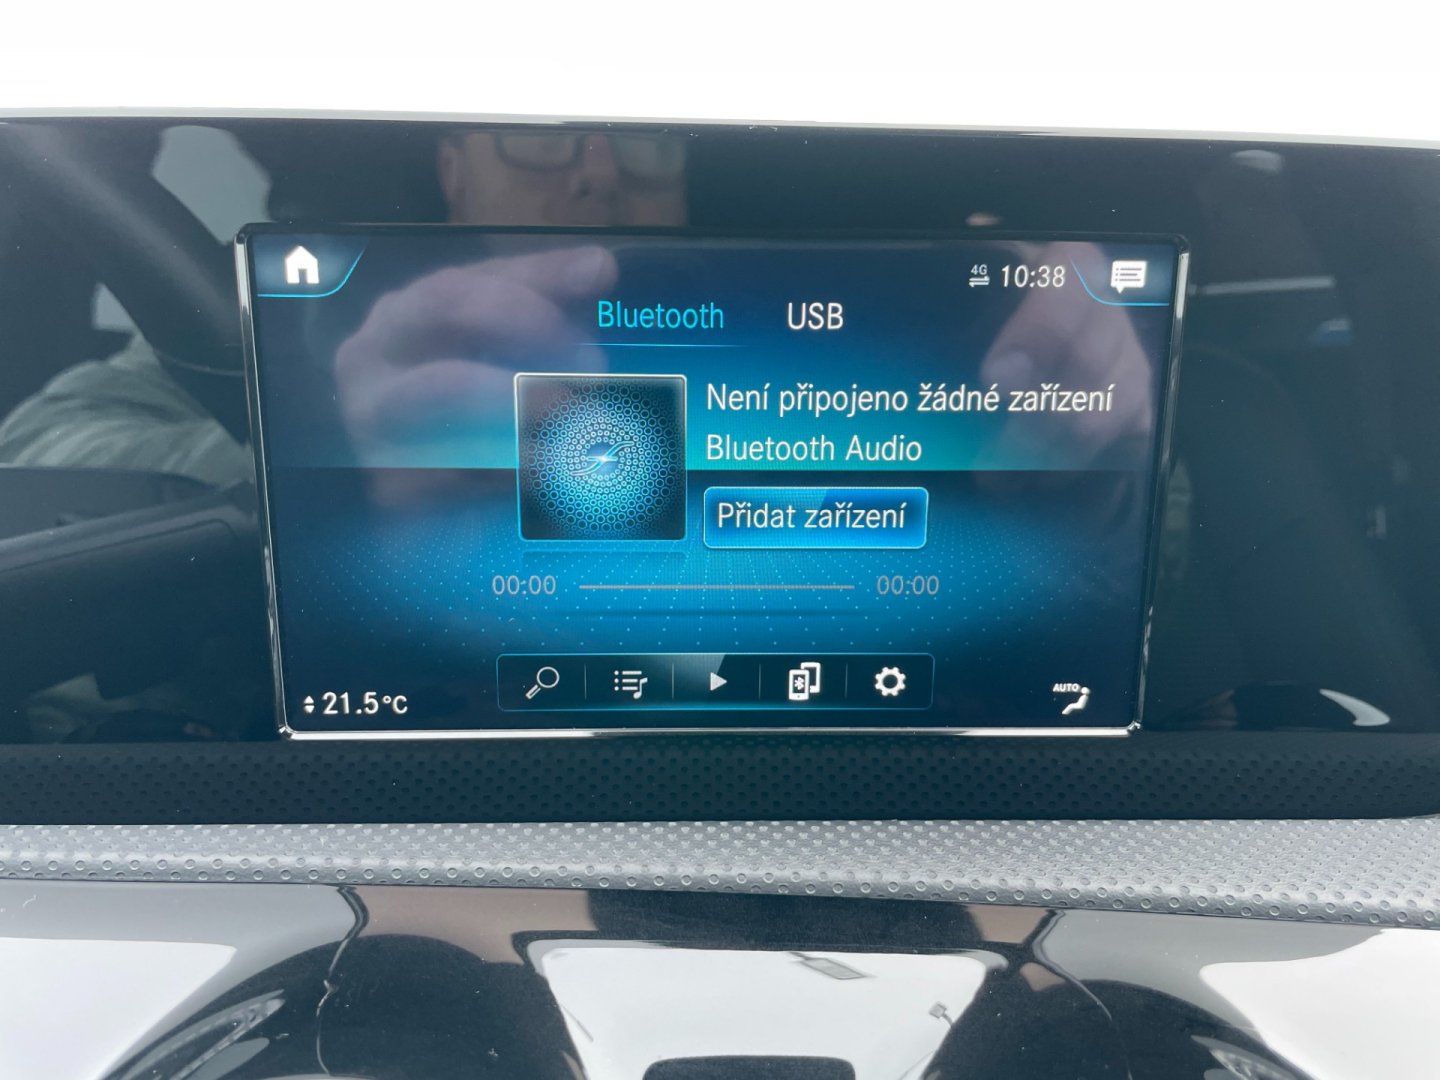 4G 10:38
Bluetooth USB
Není připojeno žádné zařízení
Bluetooth Audio
Přidat zařízení
00:00 00:00
21.5°C
AUTO